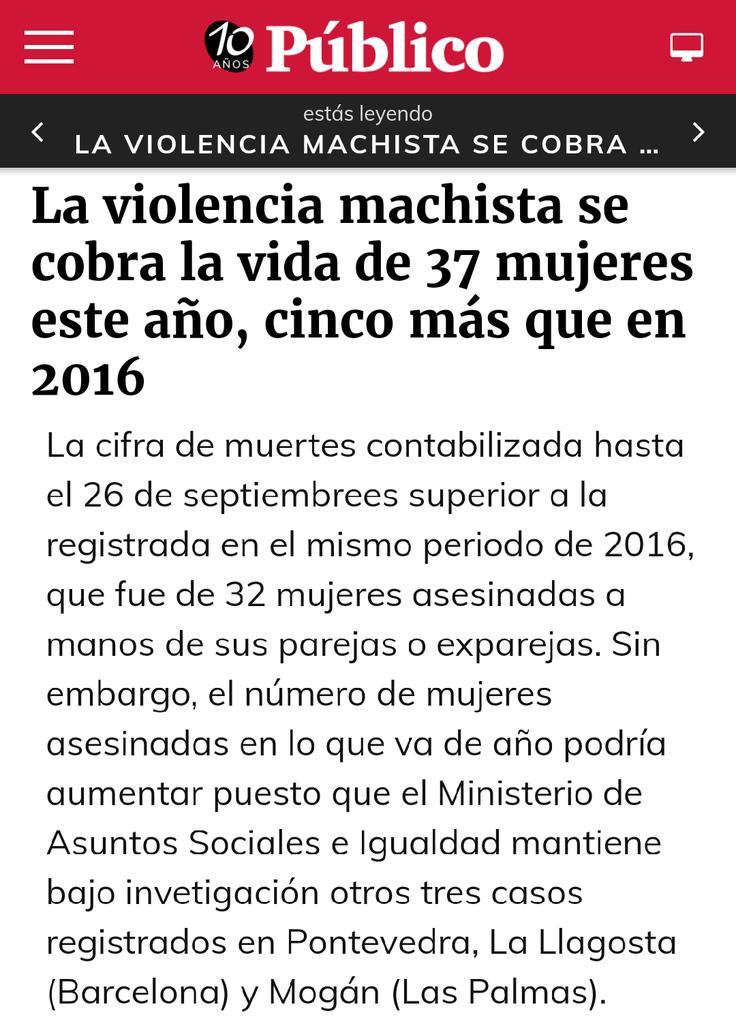 10
AÑOS
Público
estás leyendo
LA VIOLENCIA MACHISTA SE COBRA ...
La violencia machista se
cobra la vida de 37 mujeres
este año, cinco más que en
2016
La cifra de muertes contabilizada hasta
el 26 de septiembrees superior a la
registrada en el mismo periodo de 2016,
que fue de 32 mujeres asesinadas a
manos de sus parejas o exparejas. Sin
embargo, el número de mujeres
asesinadas en lo que va de año podría
aumentar puesto que el Ministerio de
Asuntos Sociales e Igualdad mantiene
bajo invetigación otros tres casos
registrados en Pontevedra, La Llagosta
(Barcelona) y Mogán (Las Palmas).